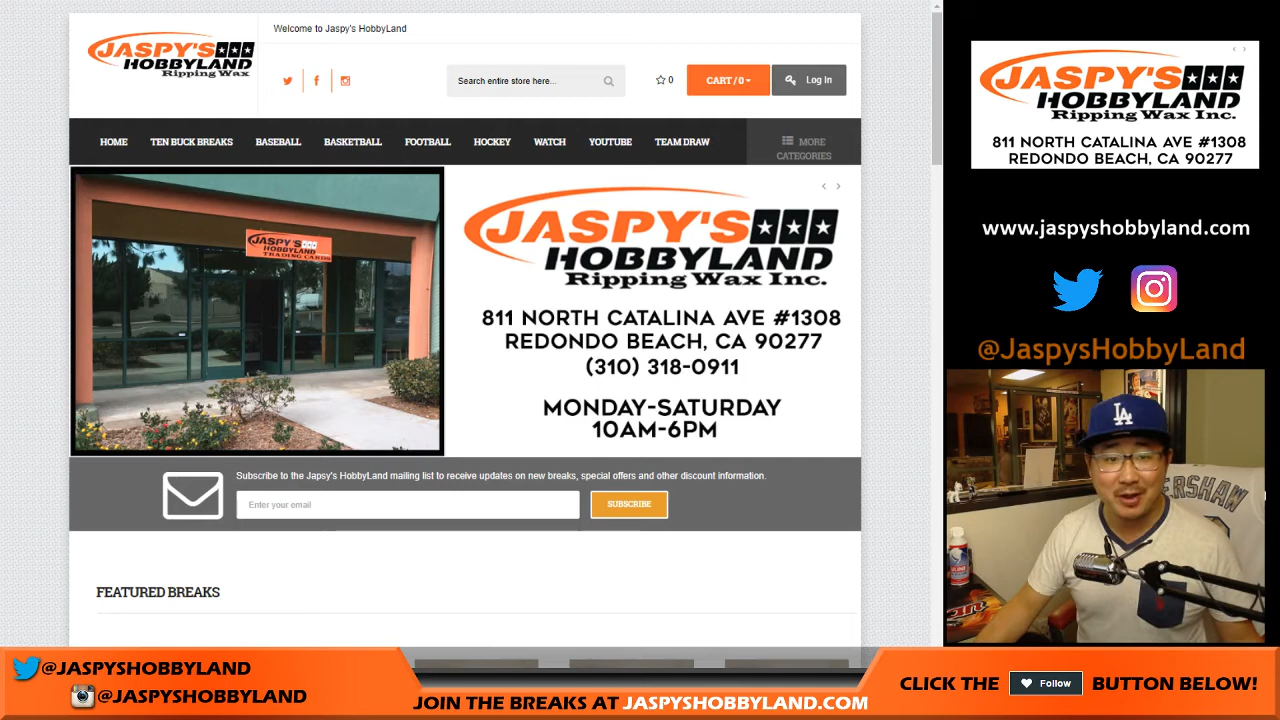 JASPY'S
HOBBYLAND
Ripping Wax
Welcome to Jaspy's HobbyLand
Search entire store here...
0
CART / 0
Log In
HOME TEN BUCK BREAKS BASEBALL BASKETBALL FOOTBALL HOCKEY WATCH YOUTUBE TEAM DRAW MORE CATEGORIES
JASPY'S
HOBBYLAND
TRADING CARDS
JASPY'S
HOBBYLAND
Ripping Wax Inc.
811 NORTH CATALINA AVE #1308
REDONDO BEACH, CA 90277
(310) 318-0911
MONDAY-SATURDAY
10AM-6PM
Subscribe to the Japsy's HobbyLand mailing list to receive updates on new breaks, special offers and other discount information.
Enter your email
SUBSCRIBE
FEATURED BREAKS
JASPY'S
HOBBYLAND
Ripping Wax Inc.
811 NORTH CATALINA AVE #1308
REDONDO BEACH, CA 90277
www.jaspyshobbyland.com
@JaspysHobbyLand
LA
ERSHAW
@JASPYSHOBBYLAND
@JASPYSHOBBYLAND
JOIN THE BREAKS AT JASPYSHOBBYLAND.COM
CLICK THE Follow BUTTON BELOW!